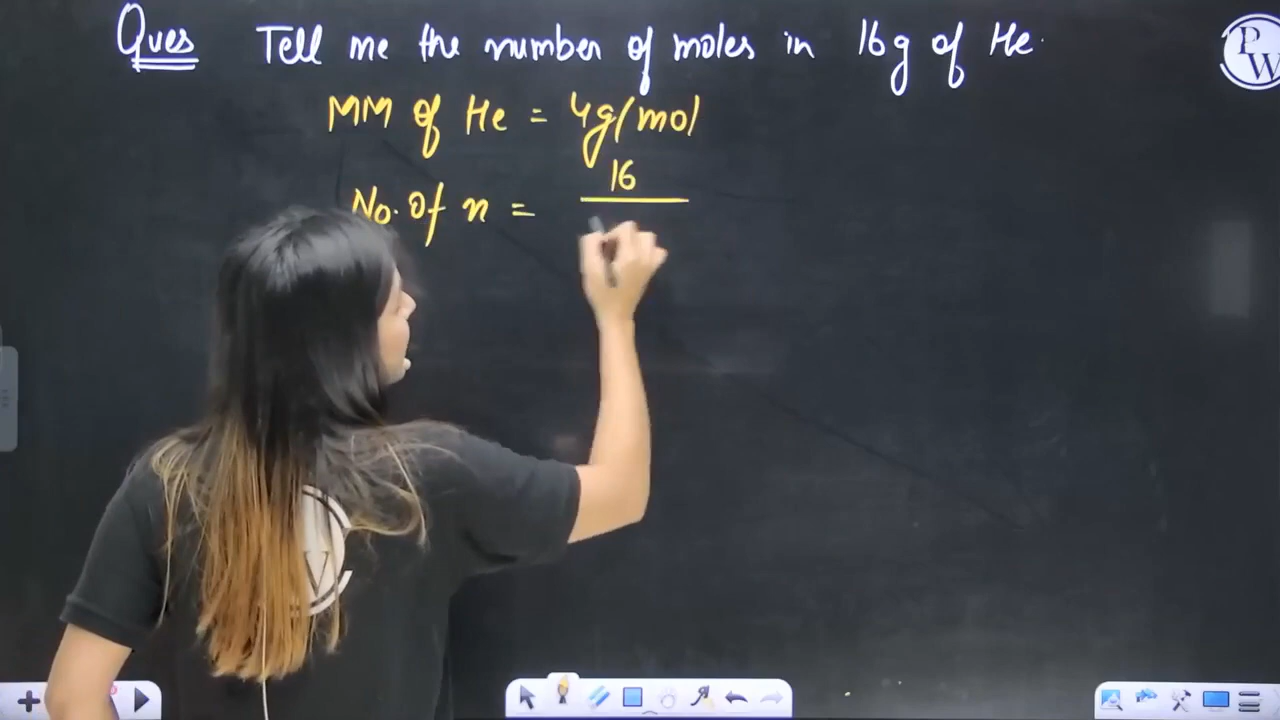 Ques Tell me the number of moles in 16g of He.
PW
MM of He = 4g/mol
16
No. Of n =